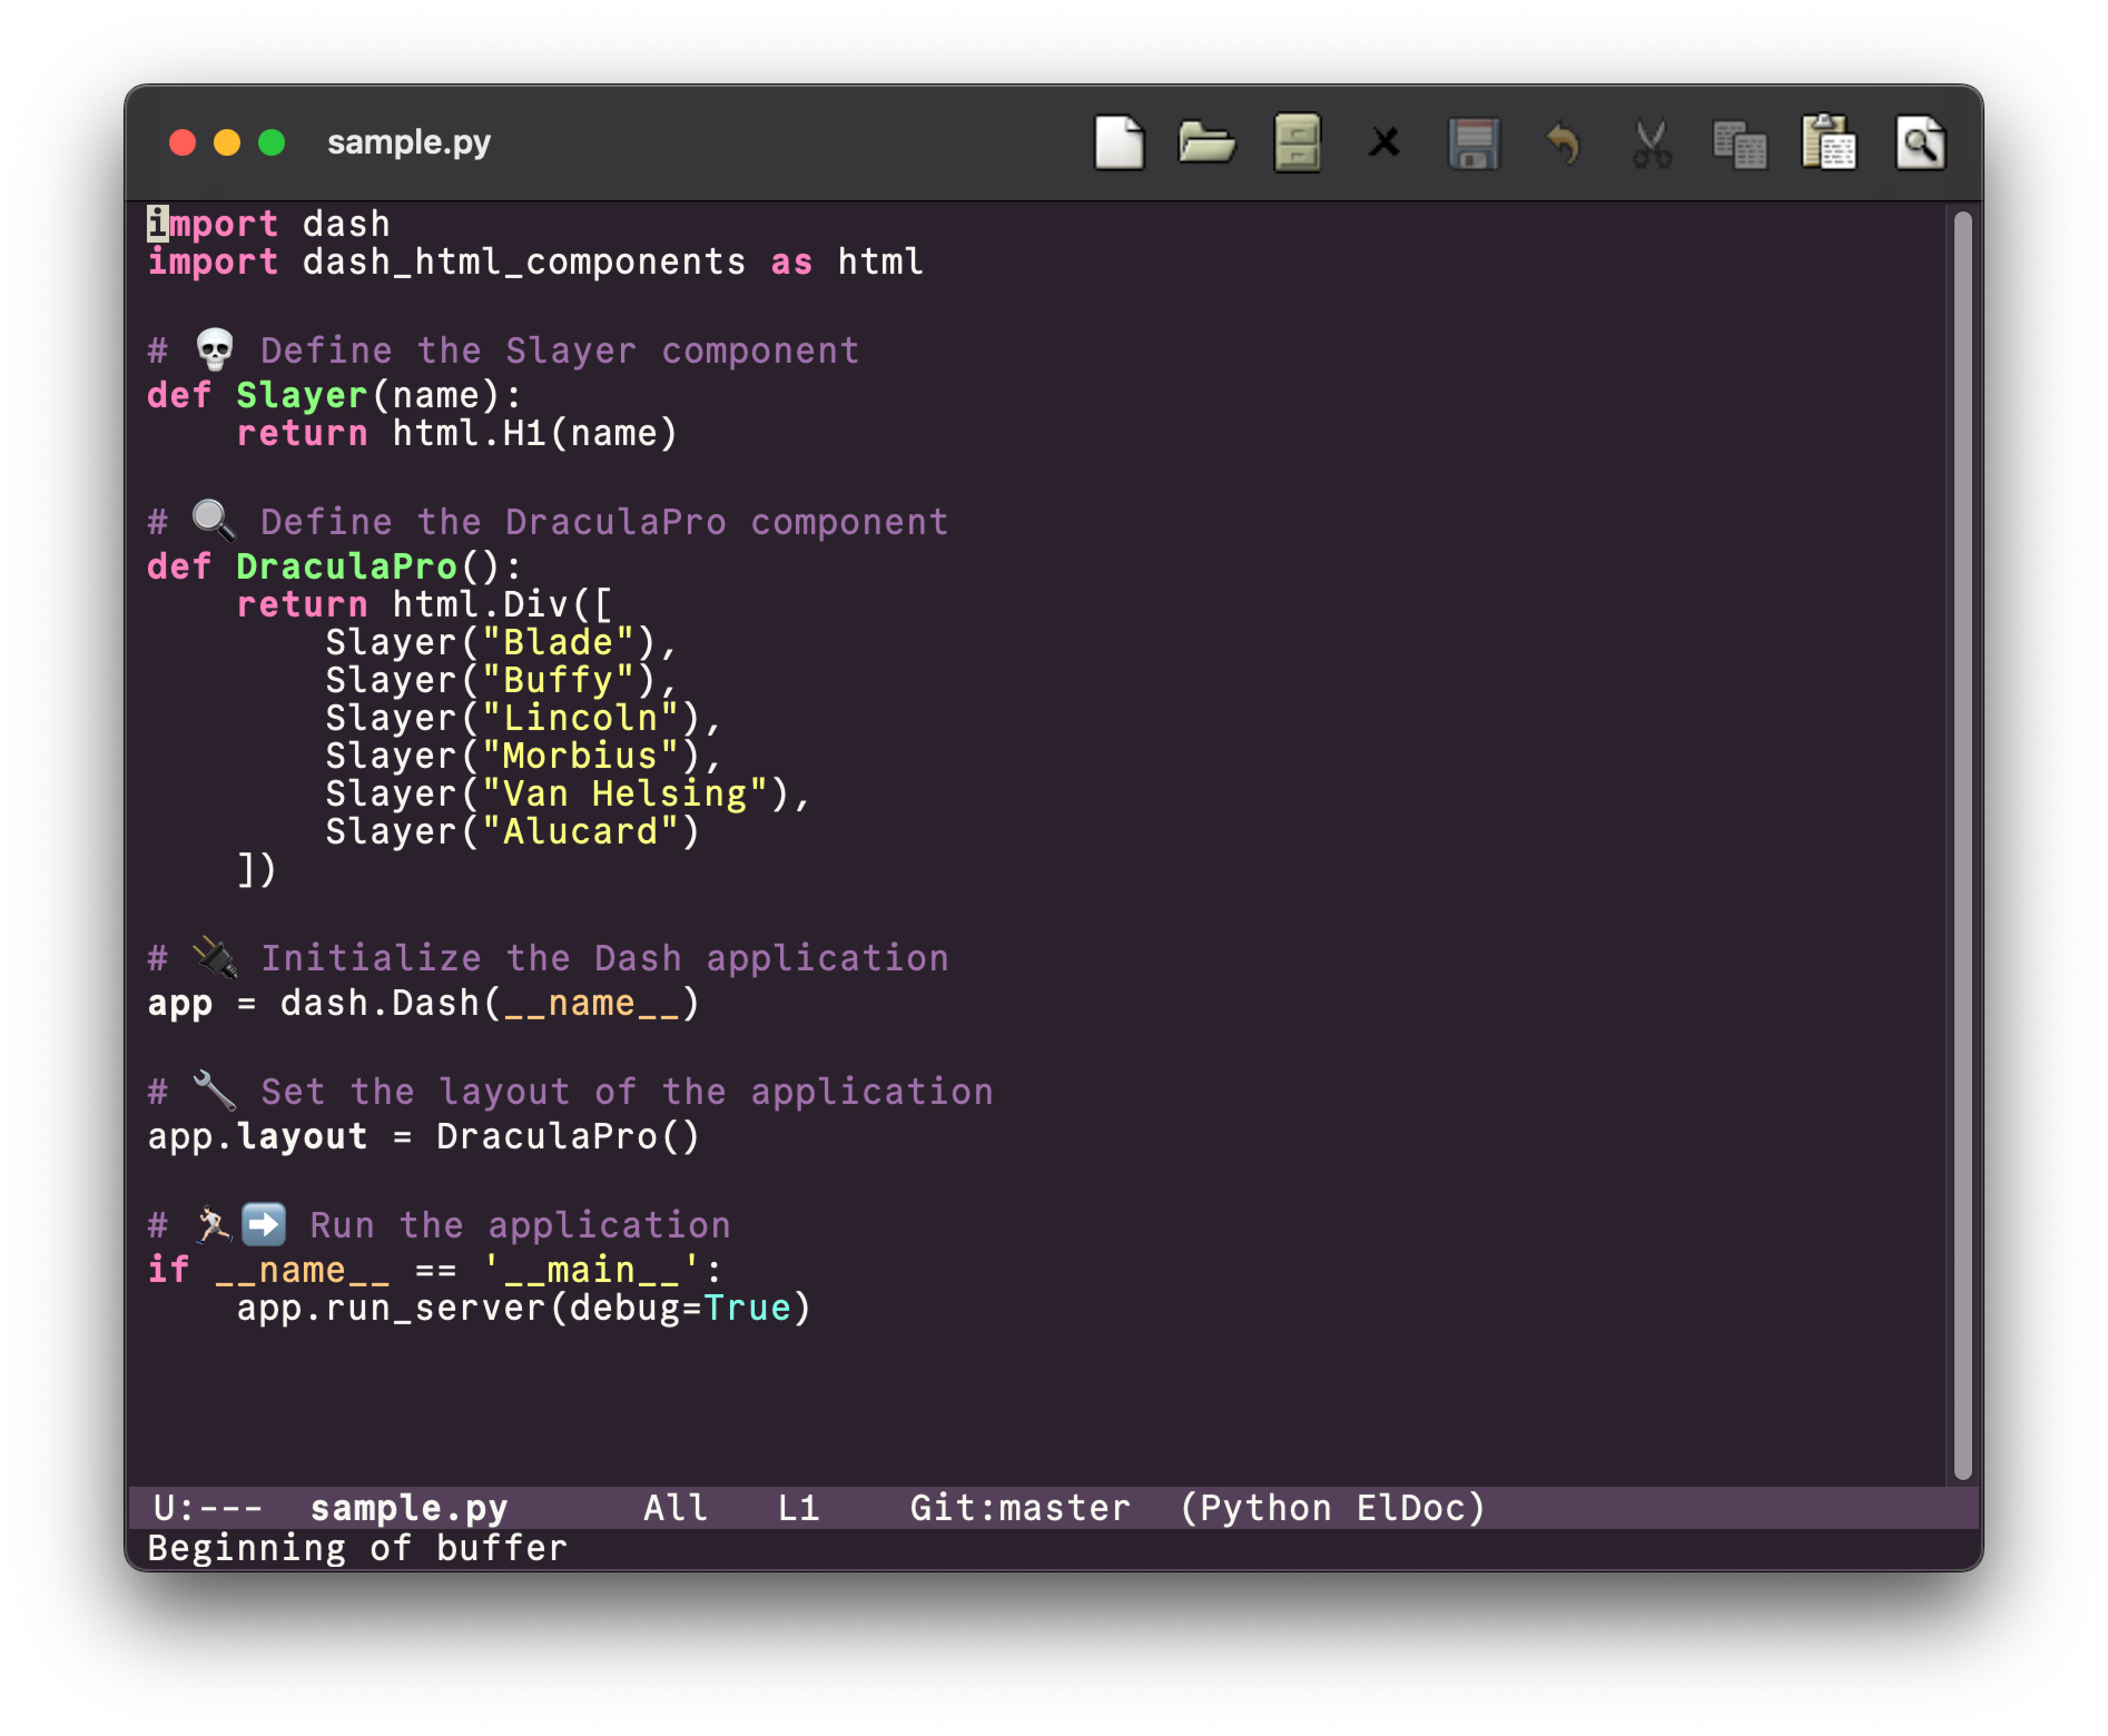 sample.py
import dash
import dash_html_components as html
# 💀 Define the Slayer component
def Slayer(name):
    return html.H1(name)
# 🔍 Define the DraculaPro component
def DraculaPro():
    return html.Div([
        Slayer("Blade"),
        Slayer("Buffy"),
        Slayer("Lincoln"),
        Slayer("Morbius"),
        Slayer("Van Helsing"),
        Slayer("Alucard")
    ])
# 🔌 Initialize the Dash application
app = dash.Dash(__name__)
# 🔧 Set the layout of the application
app.layout = DraculaPro()
# 🏃🏻‍➡️ Run the application
if __name__ == '__main__':
    app.run_server(debug=True)
U:---  sample.py      All   L1    Git:master  (Python ElDoc)
Beginning of buffer